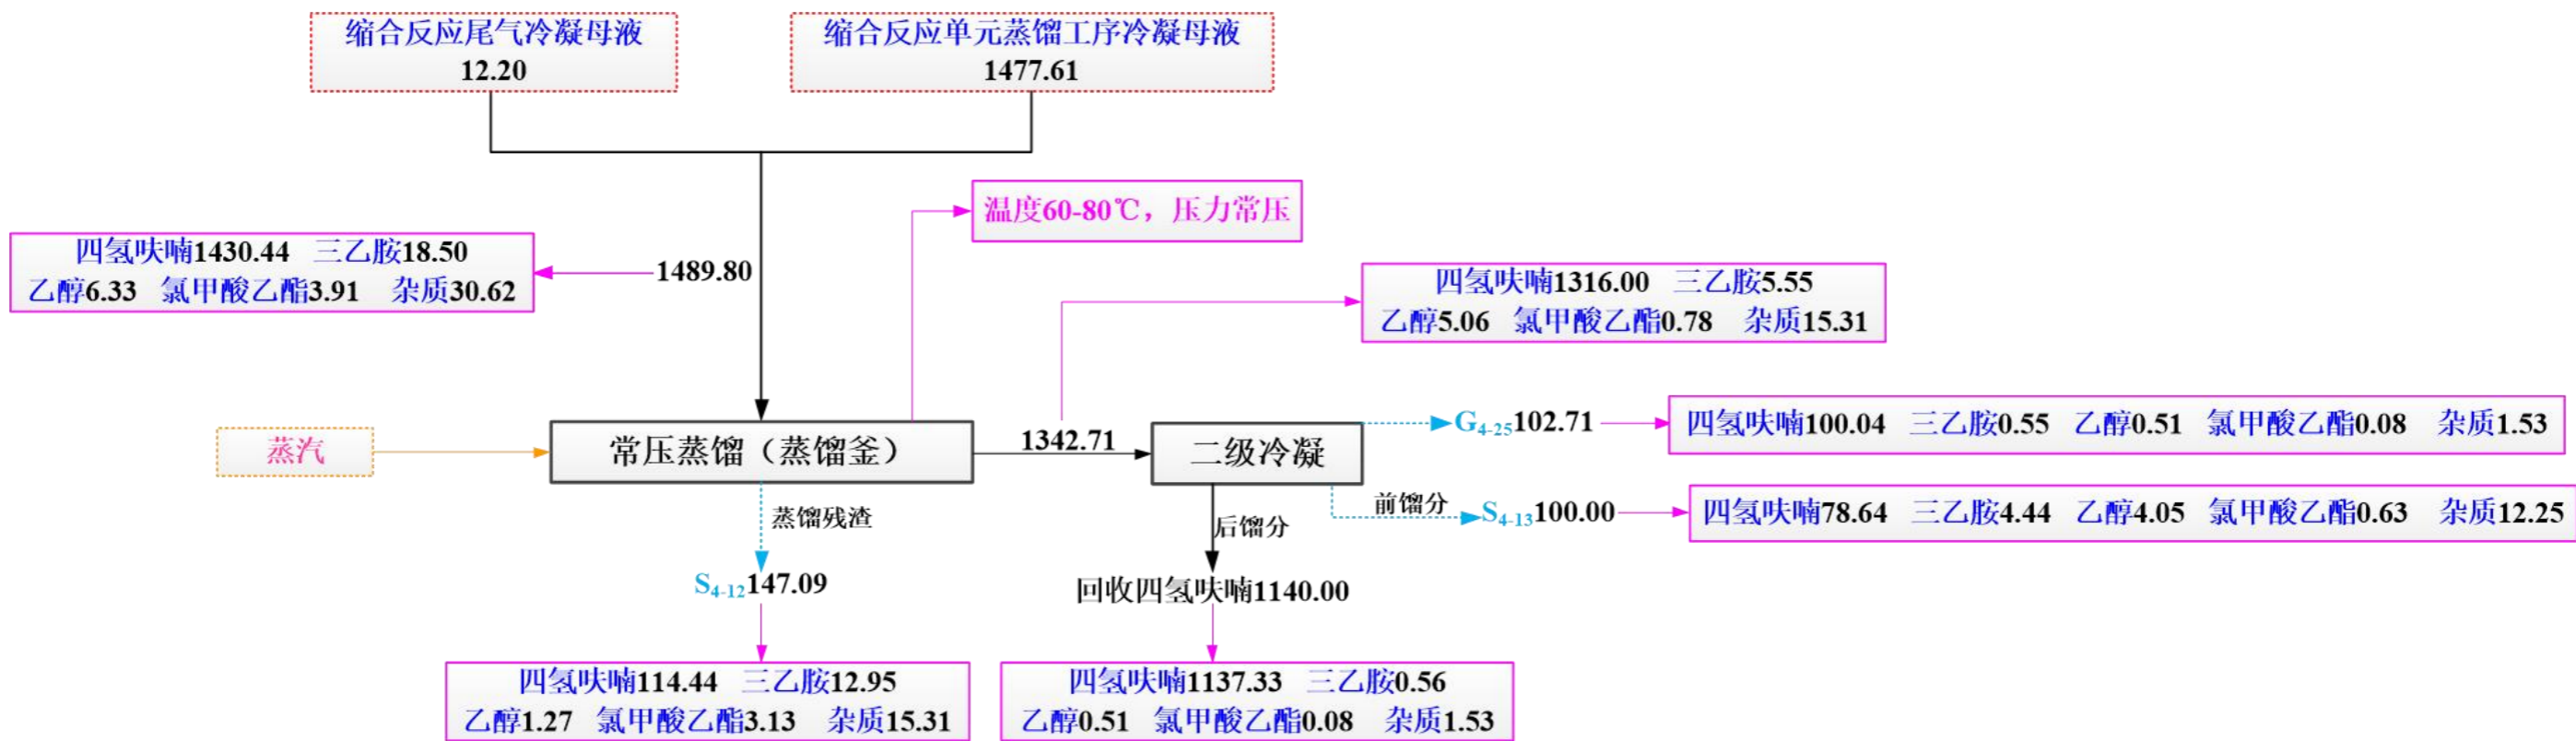 缩合反应尾气冷凝母液
12.20
缩合反应单元蒸馏工序冷凝母液
1477.61
温度60-80℃，压力常压
四氢呋喃1430.44 三乙胺18.50
乙醇6.33 氯甲酸乙酯3.91 杂质30.62
1489.80
四氢呋喃1316.00 三乙胺5.55
乙醇5.06 氯甲酸乙酯0.78 杂质15.31
蒸汽
常压蒸馏（蒸馏釜）
1342.71
二级冷凝
G4-25102.71
四氢呋喃100.04 三乙胺0.55 乙醇0.51 氯甲酸乙酯0.08 杂质1.53
前馏分
S4-13100.00
四氢呋喃78.64 三乙胺4.44 乙醇4.05 氯甲酸乙酯0.63 杂质12.25
蒸馏残渣
后馏分
S4-12147.09
回收四氢呋喃1140.00
四氢呋喃114.44 三乙胺12.95
乙醇1.27 氯甲酸乙酯3.13 杂质15.31
四氢呋喃1137.33 三乙胺0.56
乙醇0.51 氯甲酸乙酯0.08 杂质1.53